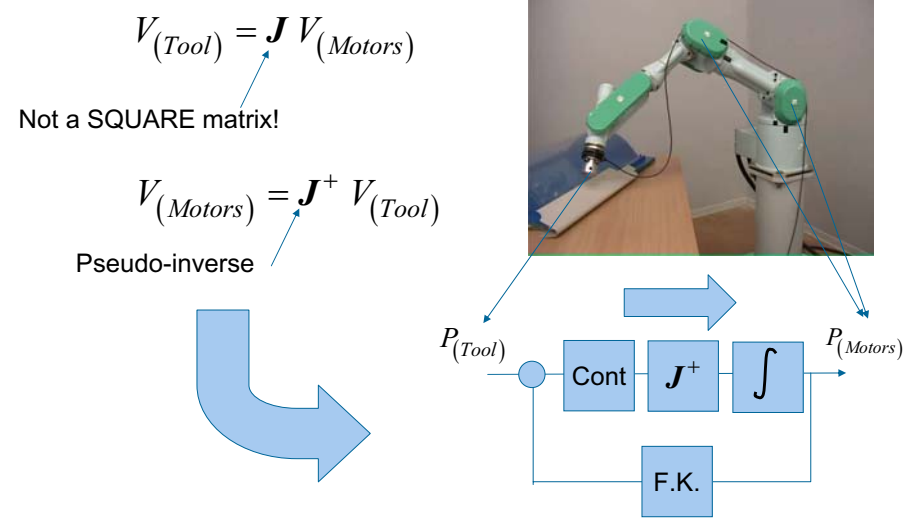 V(Tool) = J V(Motors)
Not a SQUARE matrix!
V(Motors) = J⁺ V(Tool)
Pseudo-inverse
P(Tool)
P(Motors)
Cont
J⁺
∫
F.K.